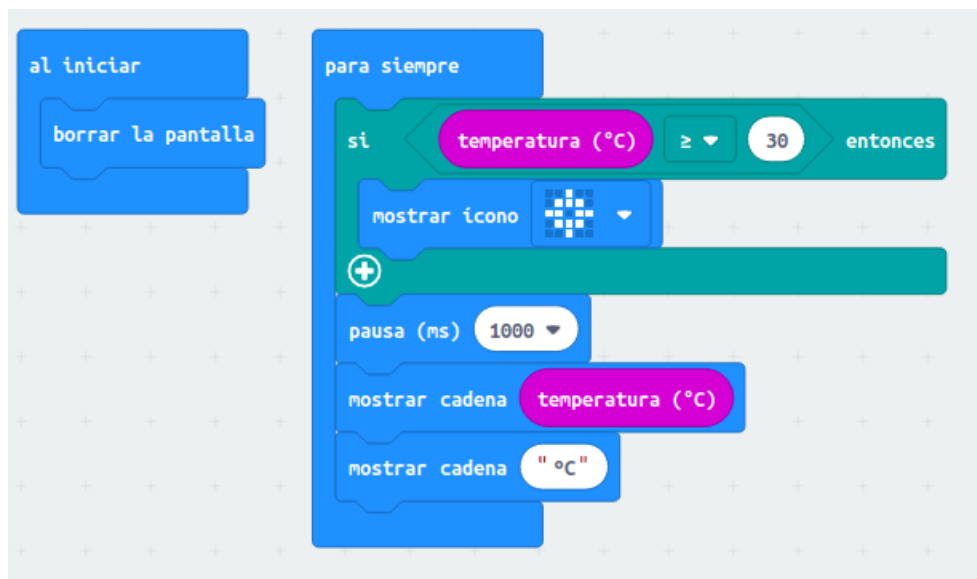 al iniciar
borrar la pantalla
para siempre
si temperatura (°C) ≥ 30 entonces
mostrar ícono
pausa (ms) 1000
mostrar cadena temperatura (°C)
mostrar cadena "ºC"